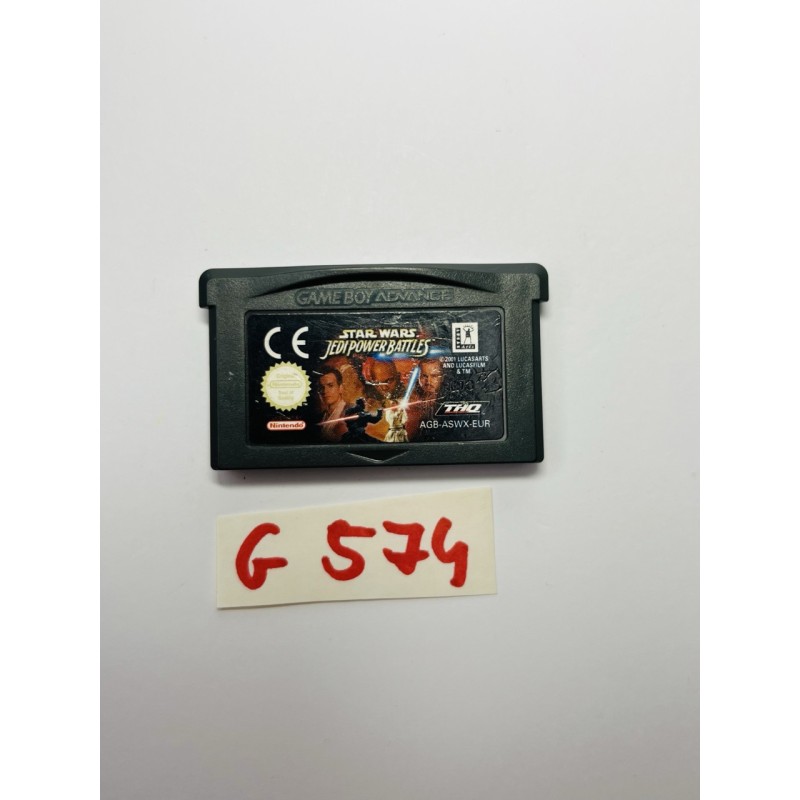 GAME BOY ADVANCE
CE
STAR WARS
JEDI POWER BATTLES
©2001 LUCASARTS
AND LUCASFILM
& TM
Nintendo
THQ
Nintendo
AGB-ASWX-EUR
G 574